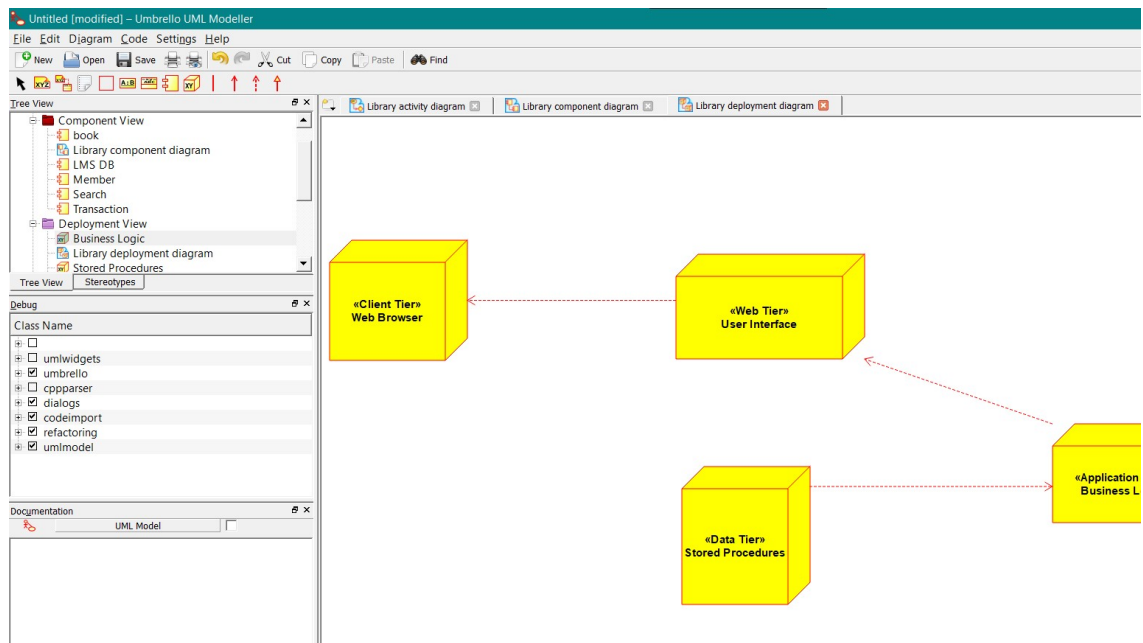 Untitled [modified] – Umbrello UML Modeller
File Edit Diagram Code Settings Help
New Open Save Cut Copy Paste Find
Tree View
Library activity diagram
Library component diagram
Library deployment diagram
Component View
book
Library component diagram
LMS DB
Member
Search
Transaction
Deployment View
Business Logic
Library deployment diagram
Stored Procedures
Tree View Stereotypes
Debug
Class Name
umlwidgets
umbrello
cppparser
dialogs
codeimport
refactoring
umlmodel
Documentation
UML Model
«Client Tier»
Web Browser
«Web Tier»
User Interface
«Application
Business L
«Data Tier»
Stored Procedures